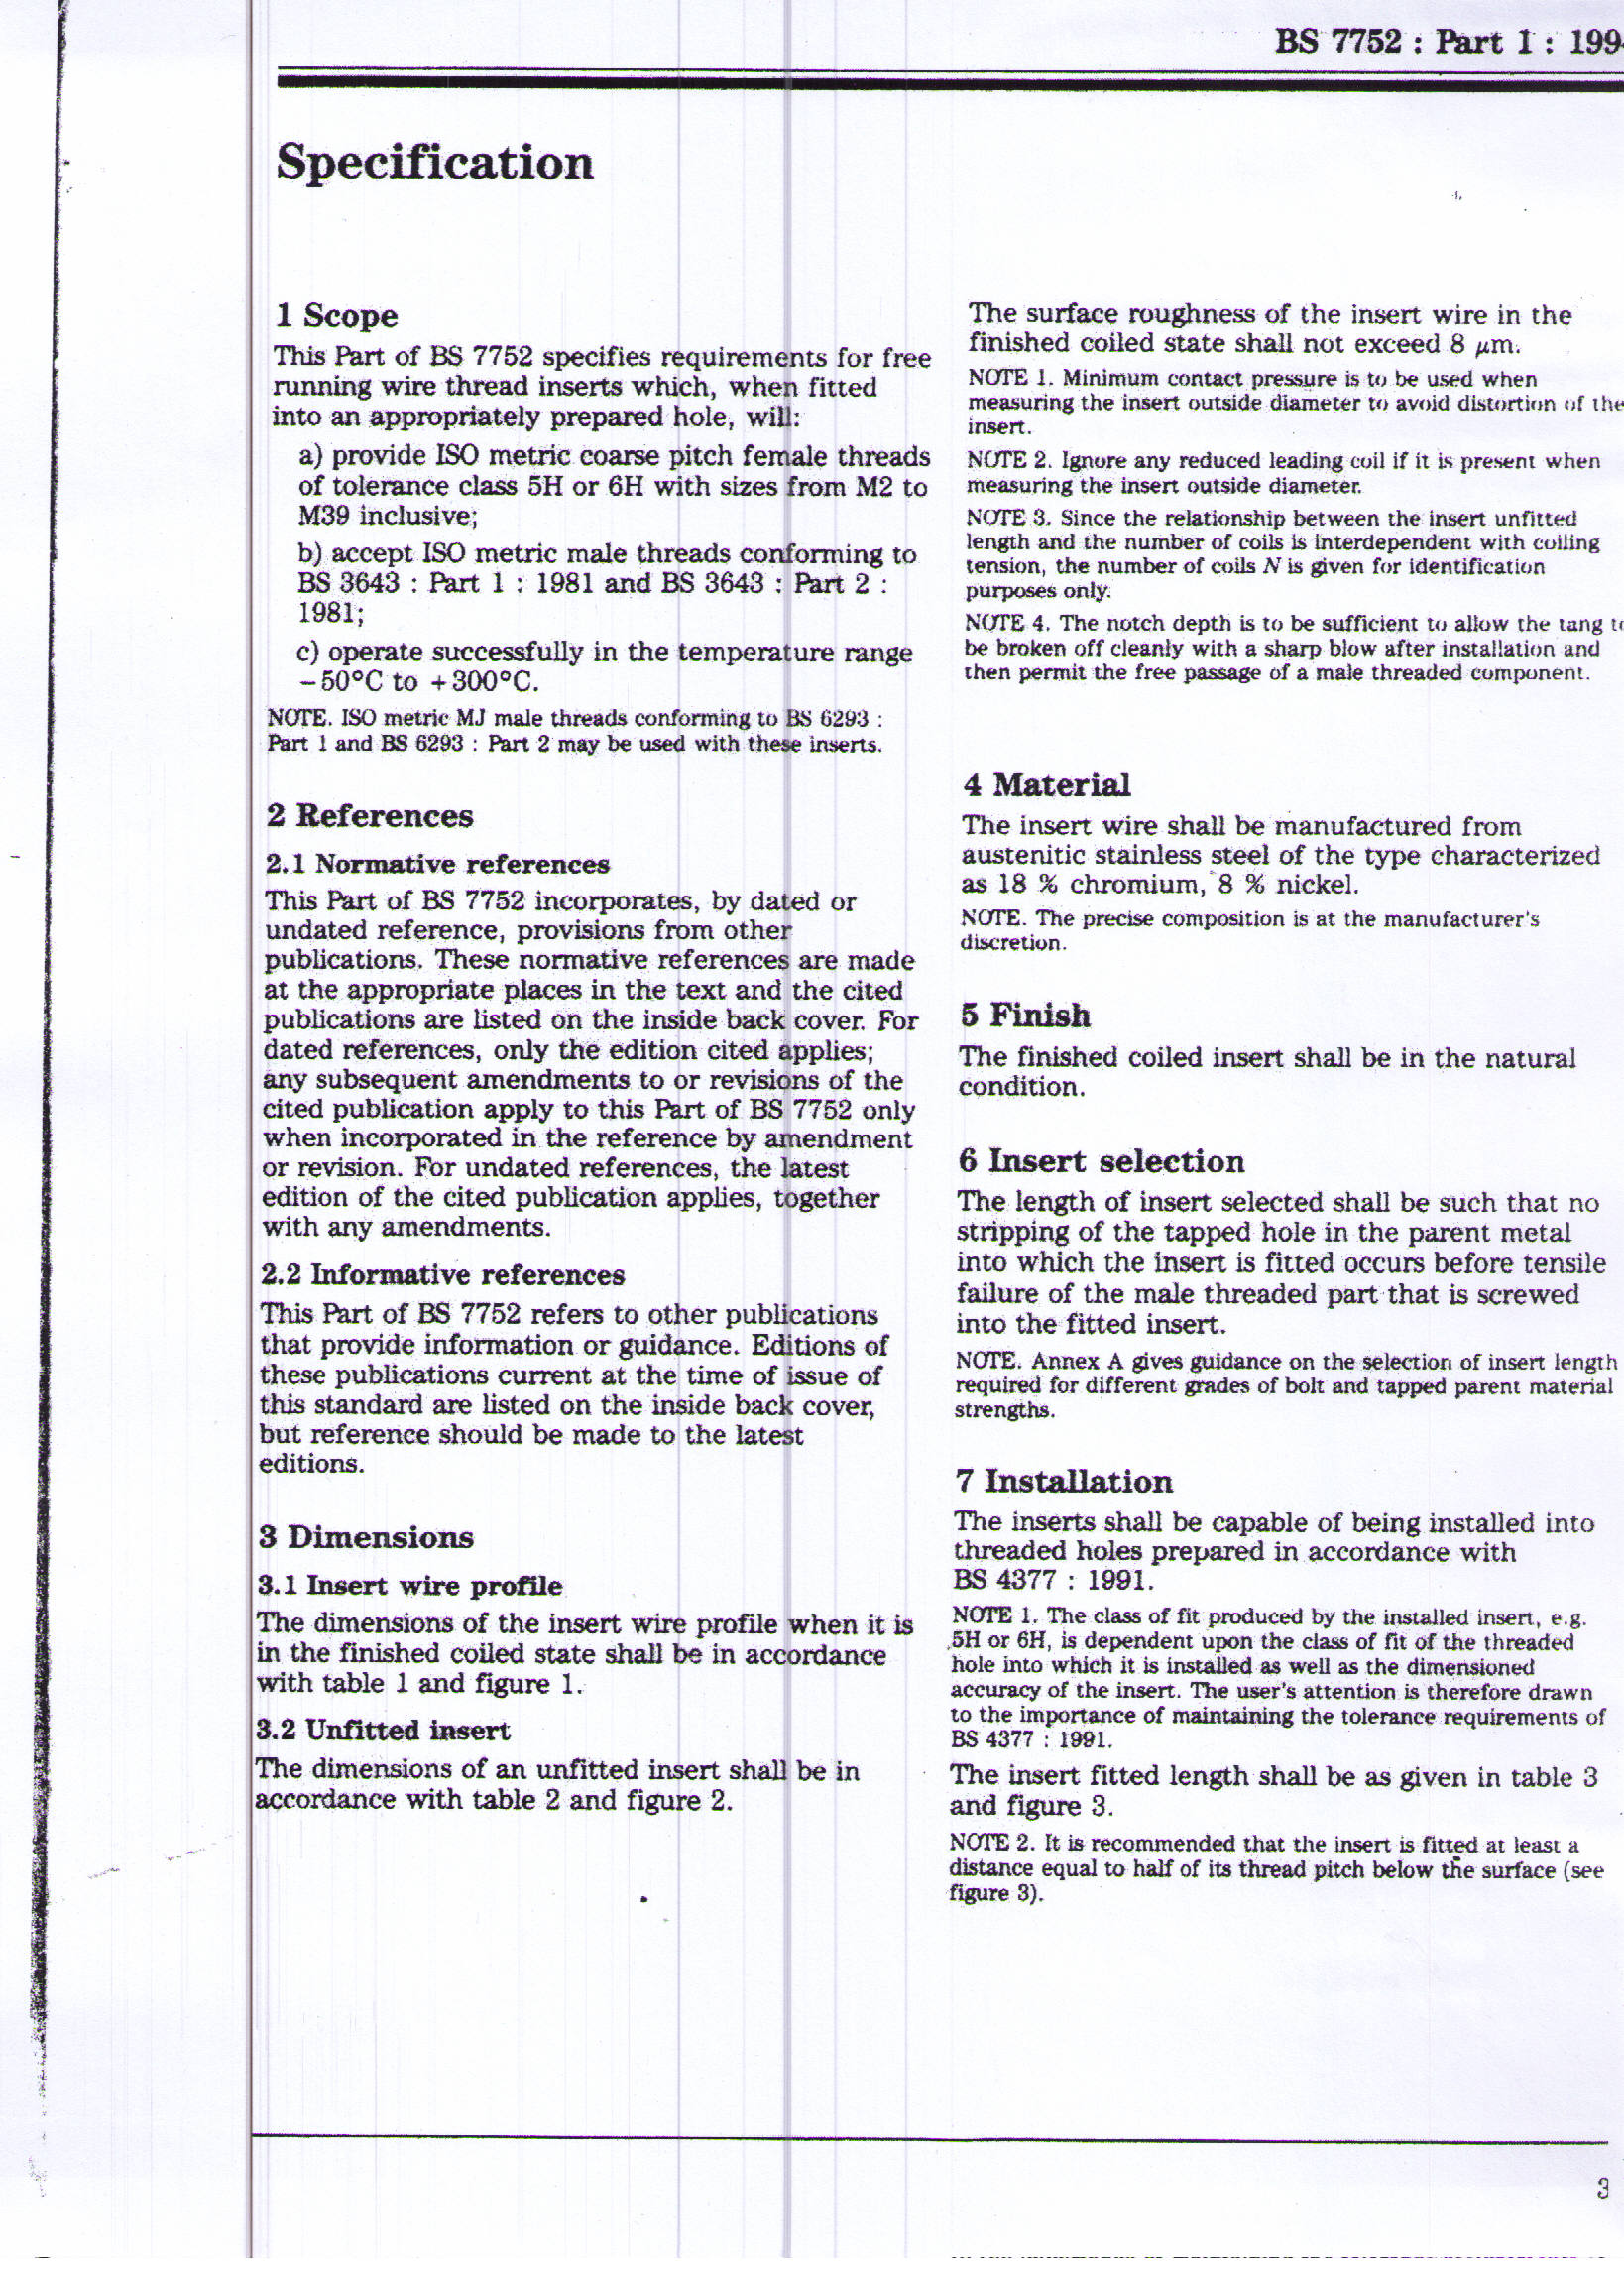 BS 7752 : Part 1 : 199
Specification
1 Scope
This Part of BS 7752 specifies requirements for free
running wire thread inserts which, when fitted
into an appropriately prepared hole, will:
a) provide ISO metric coarse pitch female threads
of tolerance class 5H or 6H with sizes from M2 to
M39 inclusive;
b) accept ISO metric male threads conforming to
BS 3643 : Part 1 : 1981 and BS 3643 : Part 2 :
1981;
c) operate successfully in the temperature range
−50°C to +300°C.
NOTE. ISO metric MJ male threads conforming to BS 6293 :
Part 1 and BS 6293 : Part 2 may be used with these inserts.
2 References
2.1 Normative references
This Part of BS 7752 incorporates, by dated or
undated reference, provisions from other
publications. These normative references are made
at the appropriate places in the text and the cited
publications are listed on the inside back cover. For
dated references, only the edition cited applies;
any subsequent amendments to or revisions of the
cited publication apply to this Part of BS 7752 only
when incorporated in the reference by amendment
or revision. For undated references, the latest
edition of the cited publication applies, together
with any amendments.
2.2 Informative references
This Part of BS 7752 refers to other publications
that provide information or guidance. Editions of
these publications current at the time of issue of
this standard are listed on the inside back cover,
but reference should be made to the latest
editions.
3 Dimensions
3.1 Insert wire profile
The dimensions of the insert wire profile when it is
in the finished coiled state shall be in accordance
with table 1 and figure 1.
3.2 Unfitted insert
The dimensions of an unfitted insert shall be in
accordance with table 2 and figure 2.
The surface roughness of the insert wire in the
finished coiled state shall not exceed 8 μm.
NOTE 1. Minimum contact pressure is to be used when
measuring the insert outside diameter to avoid distortion of the
insert.
NOTE 2. Ignore any reduced leading coil if it is present when
measuring the insert outside diameter.
NOTE 3. Since the relationship between the insert unfitted
length and the number of coils is interdependent with coiling
tension, the number of coils N is given for identification
purposes only.
NOTE 4. The notch depth is to be sufficient to allow the tang to
be broken off cleanly with a sharp blow after installation and
then permit the free passage of a male threaded component.
4 Material
The insert wire shall be manufactured from
austenitic stainless steel of the type characterized
as 18 % chromium, 8 % nickel.
NOTE. The precise composition is at the manufacturer's
discretion.
5 Finish
The finished coiled insert shall be in the natural
condition.
6 Insert selection
The length of insert selected shall be such that no
stripping of the tapped hole in the parent metal
into which the insert is fitted occurs before tensile
failure of the male threaded part that is screwed
into the fitted insert.
NOTE. Annex A gives guidance on the selection of insert length
required for different grades of bolt and tapped parent material
strengths.
7 Installation
The inserts shall be capable of being installed into
threaded holes prepared in accordance with
BS 4377 : 1991.
NOTE 1. The class of fit produced by the installed insert, e.g.
5H or 6H, is dependent upon the class of fit of the threaded
hole into which it is installed as well as the dimensioned
accuracy of the insert. The user's attention is therefore drawn
to the importance of maintaining the tolerance requirements of
BS 4377 : 1991.
The insert fitted length shall be as given in table 3
and figure 3.
NOTE 2. It is recommended that the insert is fitted at least a
distance equal to half of its thread pitch below the surface (see
figure 3).
3